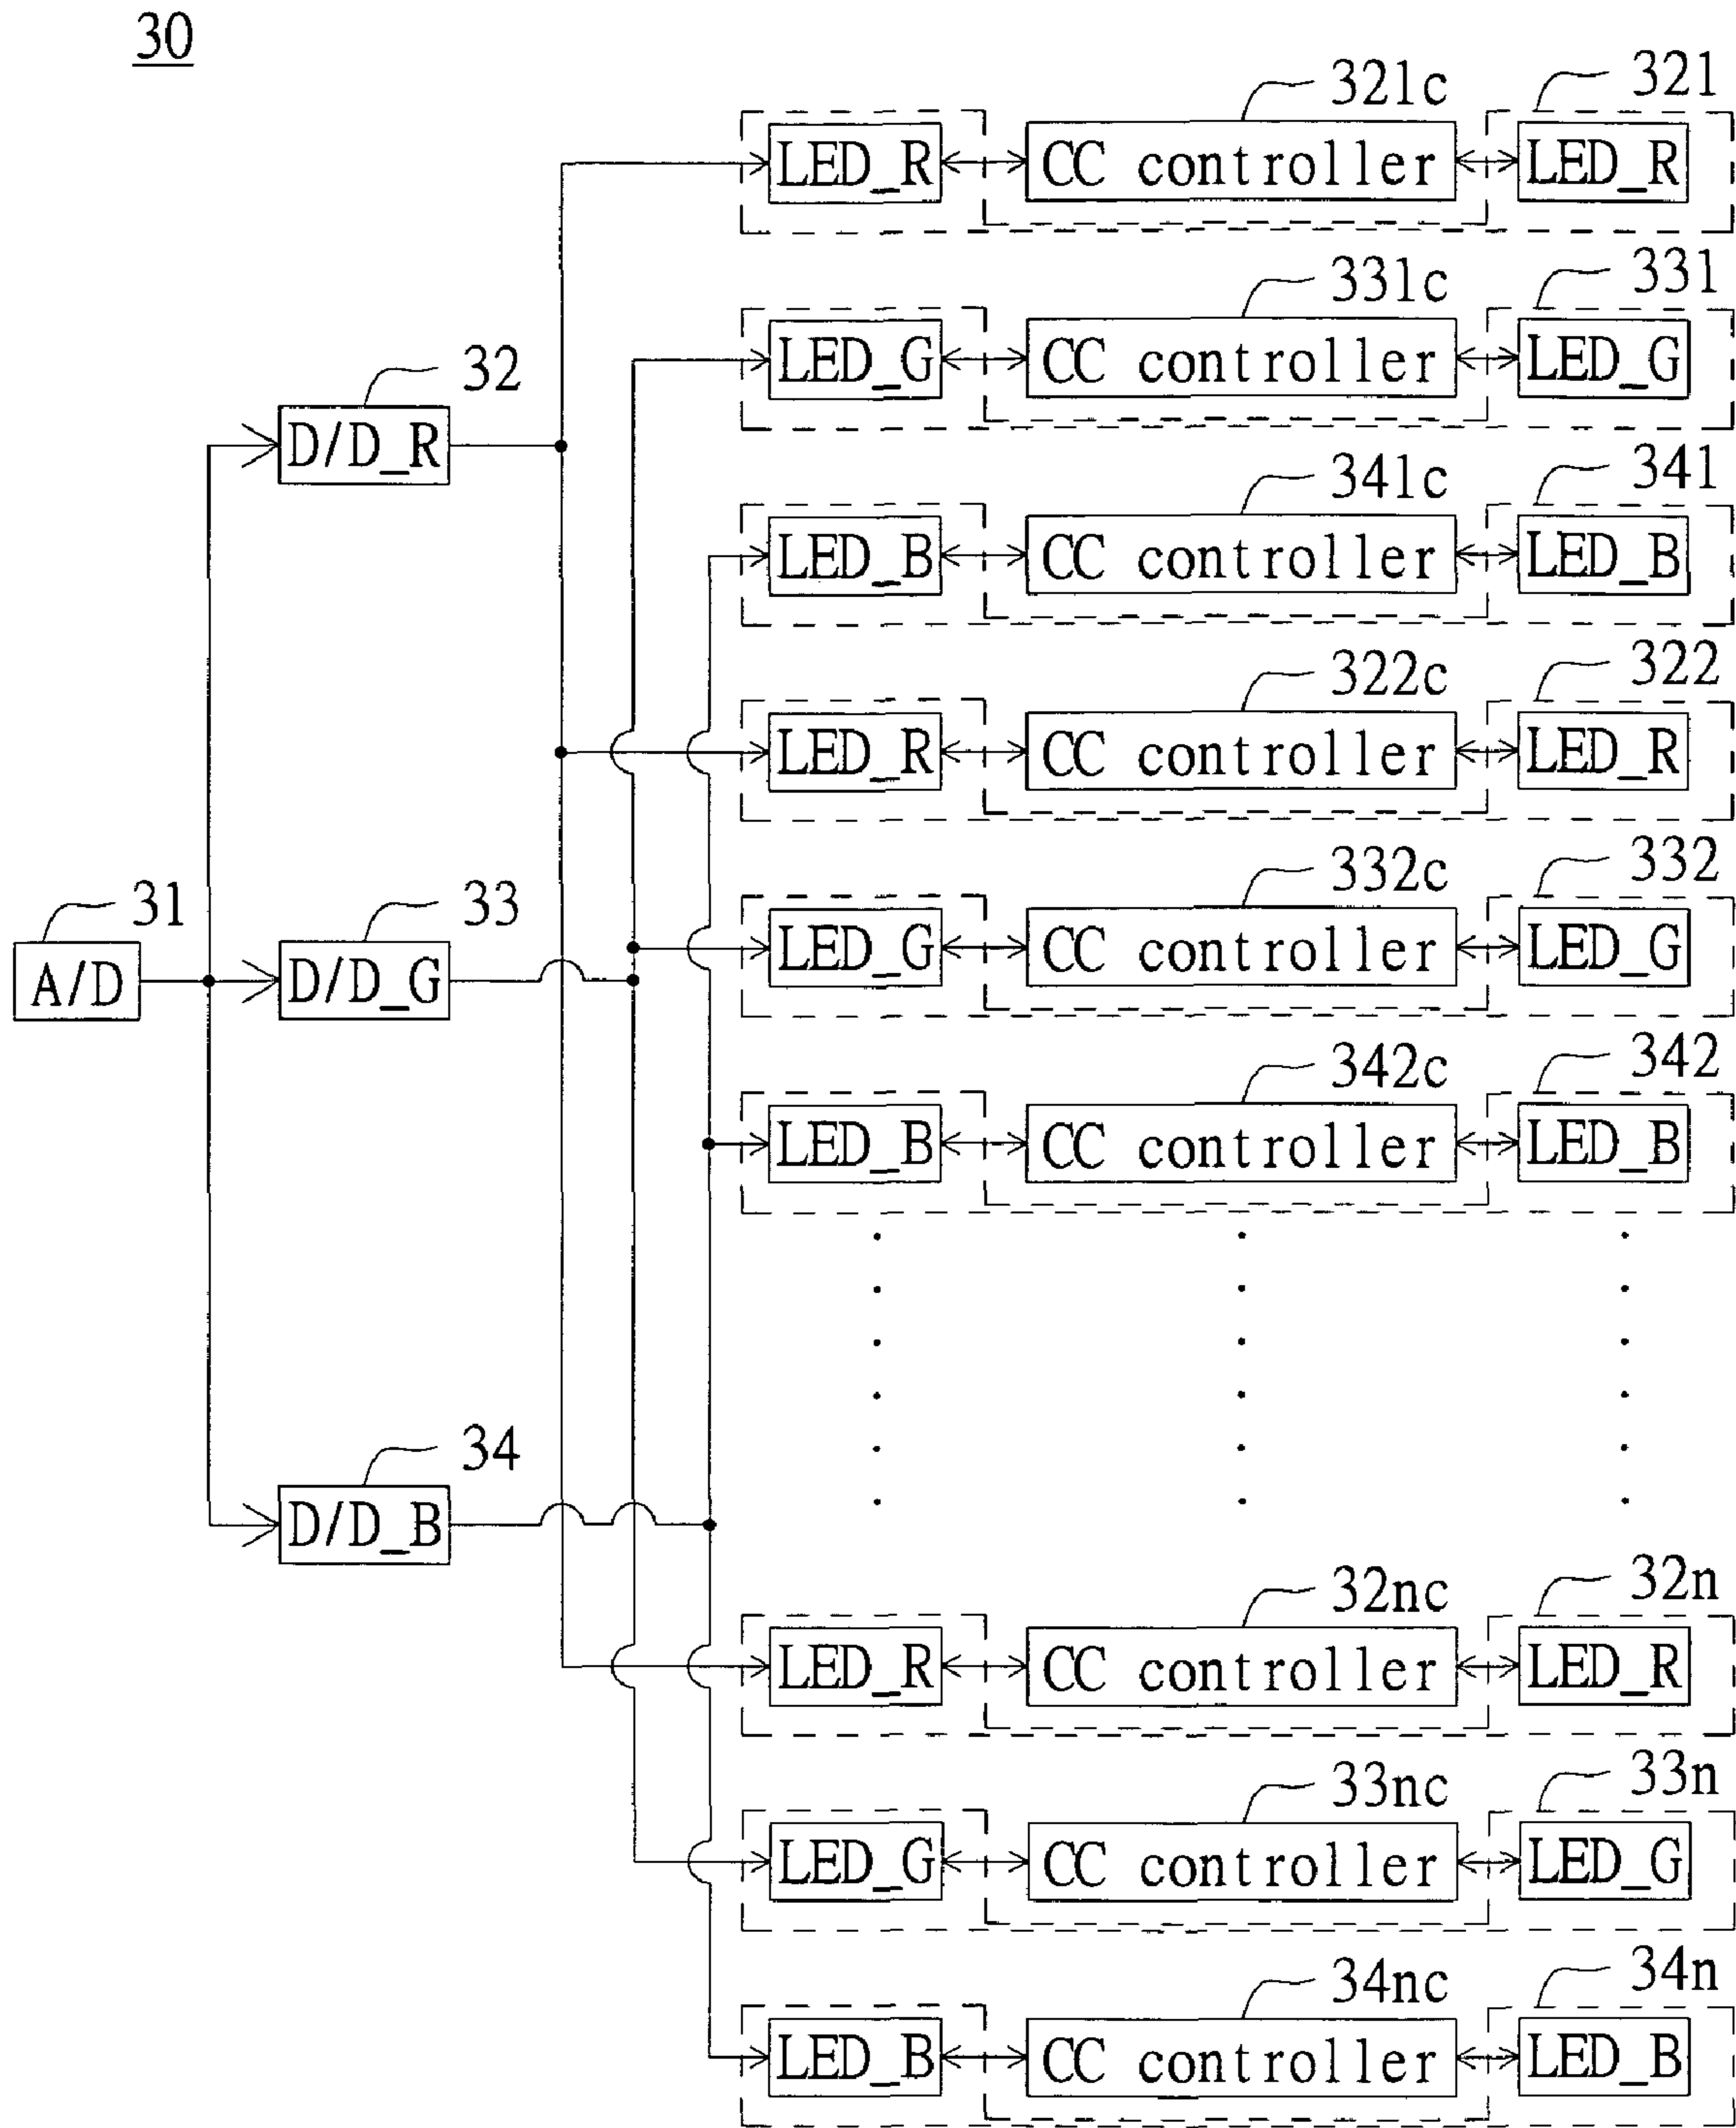 30
321c 321
LED_R CC controller LED_R
331c 331
LED_G CC controller LED_G
32
D/D_R
341c 341
LED_B CC controller LED_B
322c 322
LED_R CC controller LED_R
332c 332
LED_G CC controller LED_G
31 33
A/D D/D_G
342c 342
LED_B CC controller LED_B
34
D/D_B
32nc 32n
LED_R CC controller LED_R
33nc 33n
LED_G CC controller LED_G
34nc 34n
LED_B CC controller LED_B